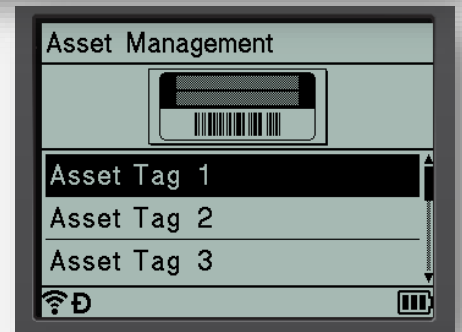 Asset Management
Asset Tag 1
Asset Tag 2
Asset Tag 3
Đ